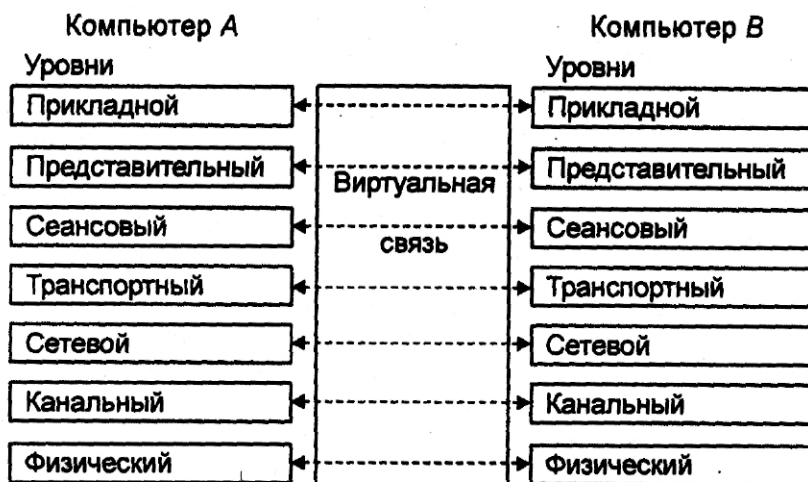 Компьютер A
Компьютер B
Уровни
Уровни
Прикладной
Прикладной
Представительный
Представительный
Виртуальная
Сеансовый
Сеансовый
связь
Транспортный
Транспортный
Сетевой
Сетевой
Канальный
Канальный
Физический
Физический